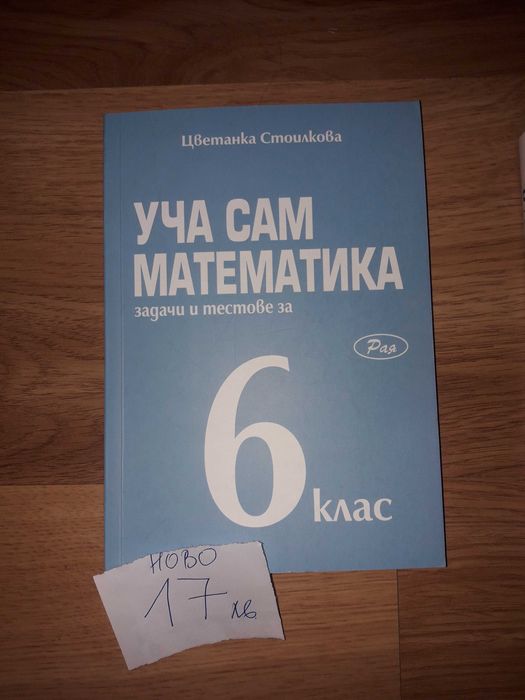 Цветанка Стоилкова
УЧА САМ
МАТЕМАТИКА
задачи и тестове за
Рая
6
клас
НОВО
17 лв